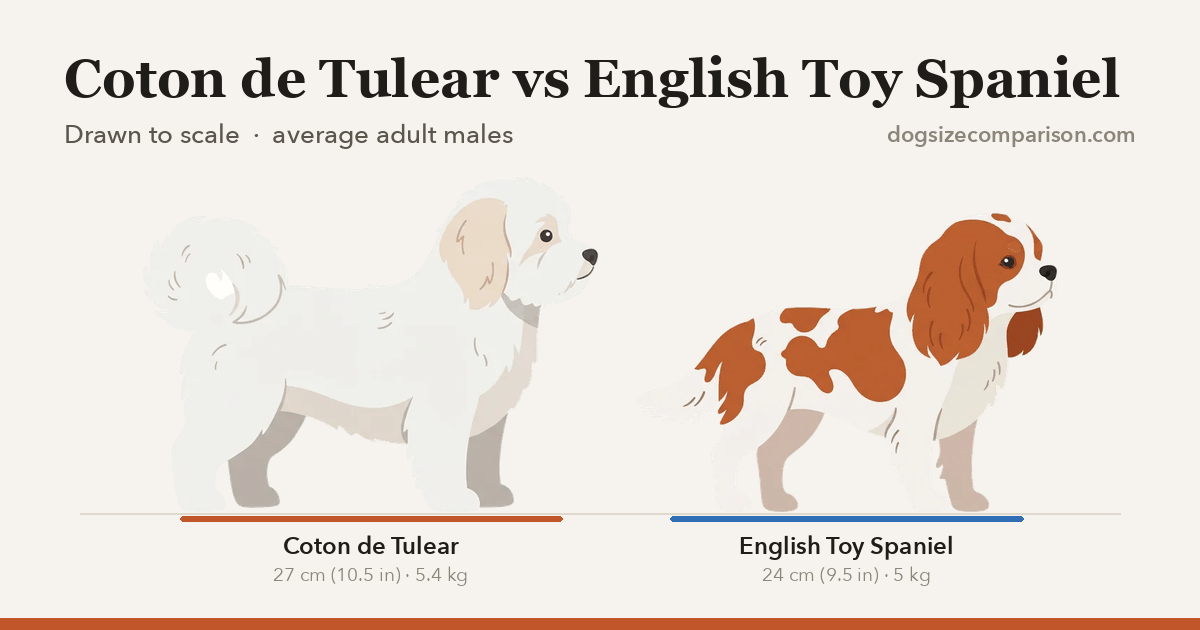 Coton de Tulear vs English Toy Spaniel
Drawn to scale · average adult males
dogsizecomparison.com
Coton de Tulear
27 cm (10.5 in) · 5.4 kg
English Toy Spaniel
24 cm (9.5 in) · 5 kg